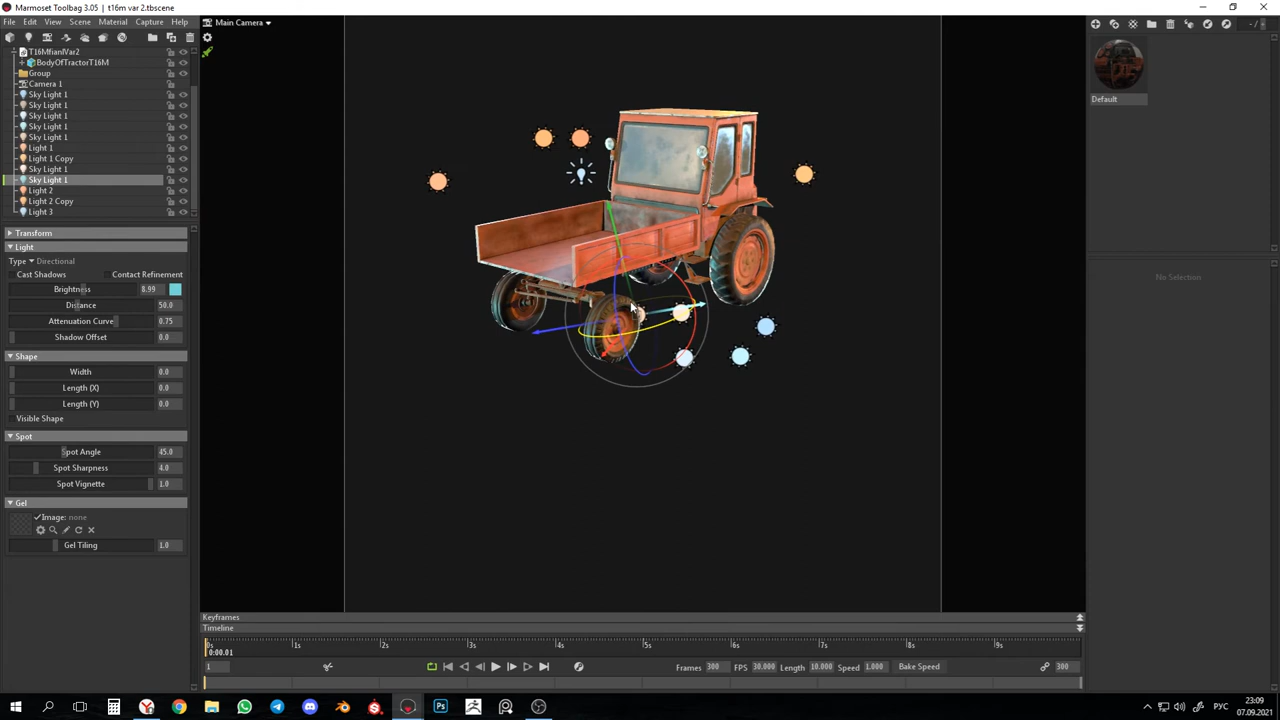 Marmoset Toolbag 3.05 | t16m var 2.tbscene
File Edit View Scene Material Capture Help
Main Camera
T16MfianlVar2
BodyOfTractorT16M
Group
Camera 1
Sky Light 1
Sky Light 1
Sky Light 1
Sky Light 1
Sky Light 1
Light 1
Light 1 Copy
Sky Light 1
Sky Light 1
Light 2
Light 2 Copy
Light 3
Transform
Light
Type Directional
Cast Shadows Contact Refinement
Brightness 8.99
Distance 50.0
Attenuation Curve 0.75
Shadow Offset 0.0
Shape
Width 0.0
Length (X) 0.0
Length (Y) 0.0
Visible Shape
Spot
Spot Angle 45.0
Spot Sharpness 4.0
Spot Vignette 1.0
Gel
Image: none
Gel Tiling 1.0
Default
No Selection
Keyframes
Timeline
0s 1s 2s 3s 4s 5s 6s 7s 8s 9s
0:00.01
1 Frames 300 FPS 30.000 Length 10.000 Speed 1.000 Bake Speed 300
Ps
РУС
23:09
07.09.2021